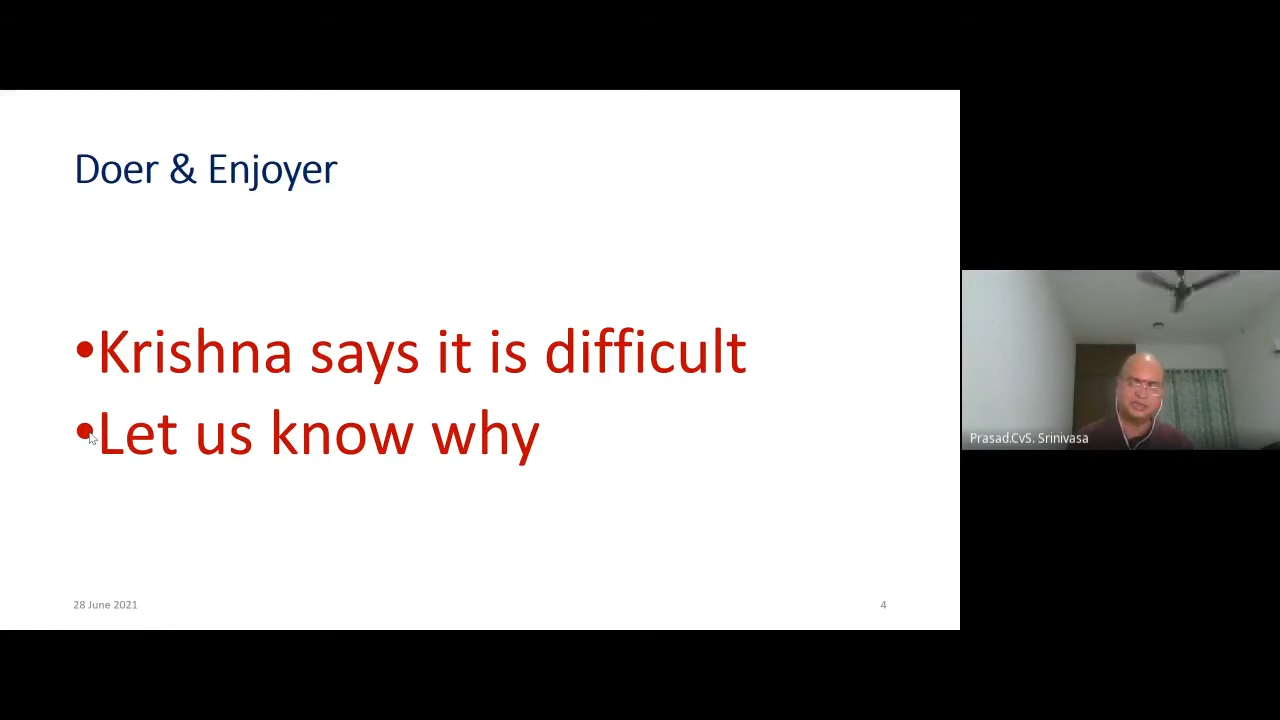 Doer & Enjoyer
•Krishna says it is difficult
•Let us know why
28 June 2021
4
Prasad.CvS. Srinivasa